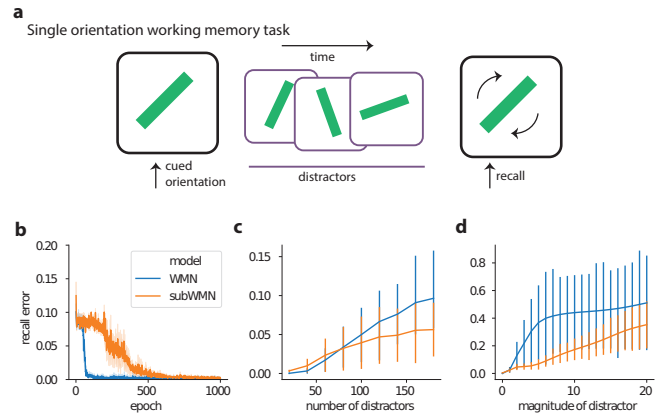 a
Single orientation working memory task
time
cued
orientation
distractors
recall
b
0.20
0.15
0.10
0.05
0.00
recall error
model
WMN
subWMN
0
500
1000
epoch
c
0.15
0.10
0.05
0.00
50
100
150
number of distractors
d
0.8
0.6
0.4
0.2
0.0
0
10
20
magnitude of distractor